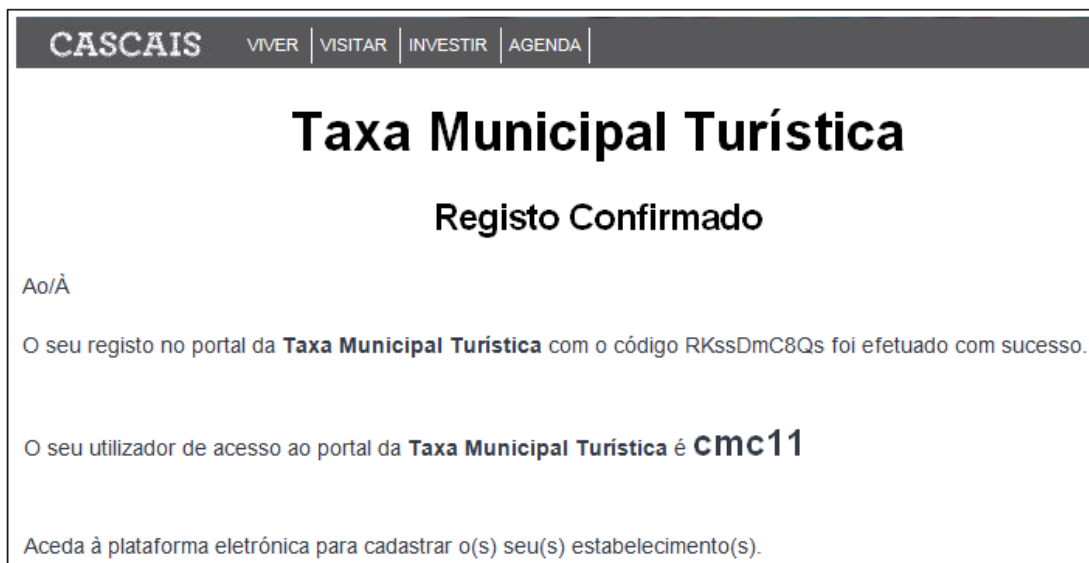 CASCAIS VIVER VISITAR INVESTIR AGENDA
Taxa Municipal Turística
Registo Confirmado
Ao/À
O seu registo no portal da Taxa Municipal Turística com o código RKssDmC8Qs foi efetuado com sucesso.
O seu utilizador de acesso ao portal da Taxa Municipal Turística é cmc11
Aceda à plataforma eletrónica para cadastrar o(s) seu(s) estabelecimento(s).